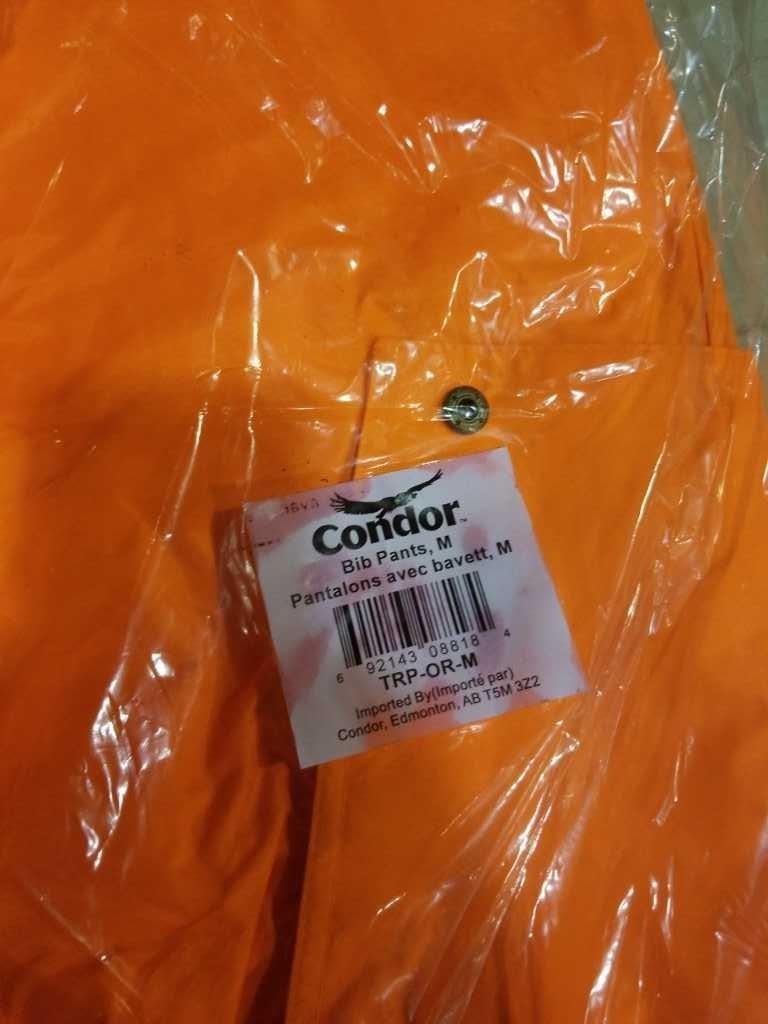 Condor™
Bib Pants, M
Pantalons avec bavett, M
6 92143 08818 4
TRP-OR-M
Imported By(Importé par)
Condor, Edmonton, AB T5M 3Z2